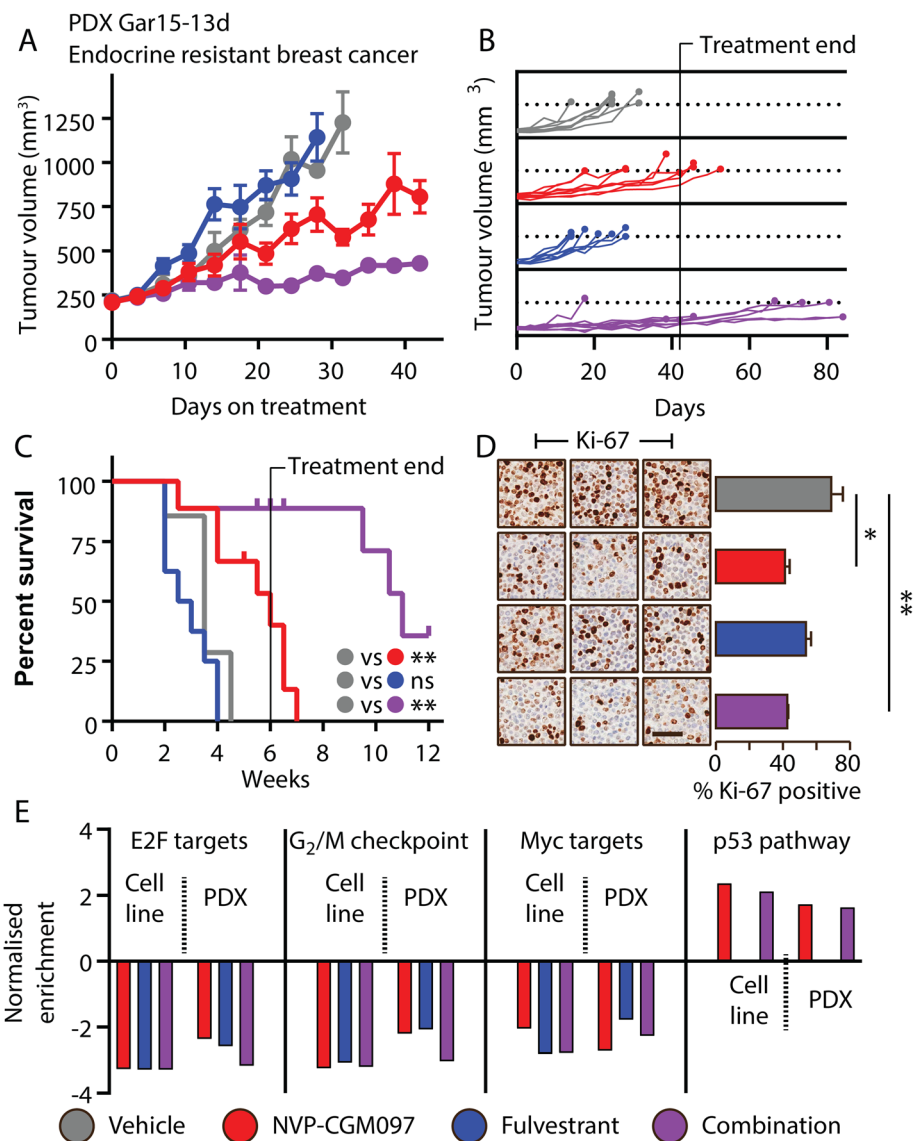 A
PDX Gar15-13d
Endocrine resistant breast cancer
Tumour volume (mm³)
1250
1000
750
500
250
0
0 10 20 30 40
Days on treatment
B
Treatment end
Tumour volume (mm ³)
0 20 40 60 80
Days
C
Treatment end
Percent survival
100
75
50
25
0
vs **
vs ns
vs **
0 2 4 6 8 10 12
Weeks
D
Ki-67
*
**
0 40 80
% Ki-67 positive
E
Normalised
enrichment
4
2
0
-2
-4
E2F targets
Cell
line
PDX
G₂/M checkpoint
Cell
line
PDX
Myc targets
Cell
line
PDX
p53 pathway
Cell
line
PDX
Vehicle
NVP-CGM097
Fulvestrant
Combination